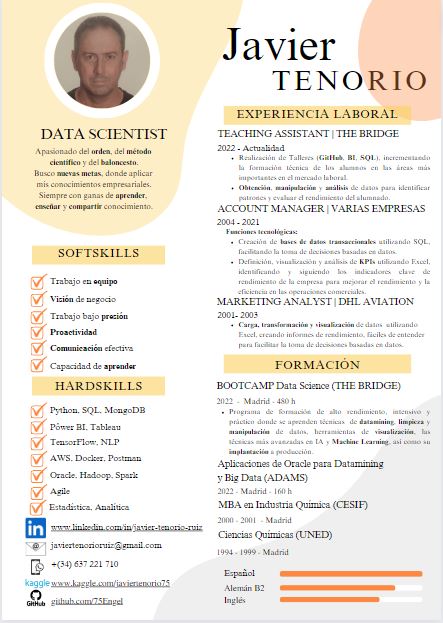 Javier
TENORIO
DATA SCIENTIST
Apasionado del orden, del método
científico y del baloncesto.
Busco nuevas metas, donde aplicar
mis conocimientos empresariales.
Siempre con ganas de aprender,
enseñar y compartir conocimiento.
SOFTSKILLS
Trabajo en equipo
Visión de negocio
Trabajo bajo presión
Proactividad
Comunicación efectiva
Capacidad de aprender
HARDSKILLS
Python, SQL, MongoDB
Power BI, Tableau
TensorFlow, NLP
AWS, Docker, Postman
Oracle, Hadoop, Spark
Agile
Estadística, Analítica
in www.linkedin.com/in/javier-tenorio-ruiz
javiertenorioruiz@gmail.com
+(34) 637 221 710
kaggle www.kaggle.com/javiertenorio75
GitHub github.com/75Engel
EXPERIENCIA LABORAL
TEACHING ASSISTANT | THE BRIDGE
2022 - Actualidad
• Realización de Talleres (GitHub, BI, SQL), incrementando
la formación técnica de los alumnos en las áreas más
importantes en el mercado laboral.
• Obtención, manipulación y análisis de datos para identificar
patrones y evaluar el rendimiento del alumnado.
ACCOUNT MANAGER | VARIAS EMPRESAS
2004 - 2021
Funciones tecnológicas:
• Creación de bases de datos transaccionales utilizando SQL,
facilitando la toma de decisiones basadas en datos.
• Definición, visualización y análisis de KPIs utilizando Excel,
identificando y siguiendo los indicadores clave de
rendimiento de la empresa para mejorar el rendimiento y la
eficiencia en las operaciones comerciales.
MARKETING ANALYST | DHL AVIATION
2001- 2003
• Carga, transformación y visualización de datos utilizando
Excel, creando informes de rendimiento, fáciles de entender
para facilitar la toma de decisiones basadas en datos.
FORMACIÓN
BOOTCAMP Data Science (THE BRIDGE)
2022 - Madrid - 480 h
• Programa de formación de alto rendimiento, intensivo y
práctico donde se aprenden técnicas de datamining, limpieza y
manipulación de datos, herramientas de visualización, las
técnicas más avanzadas en IA y Machine Learning, así como su
implantación a producción.
Aplicaciones de Oracle para Datamining
y Big Data (ADAMS)
2022 - Madrid - 160 h
MBA en Industria Química (CESIF)
2000 - 2001 - Madrid
Ciencias Químicas (UNED)
1994 - 1999 - Madrid
Español
Alemán B2
Inglés